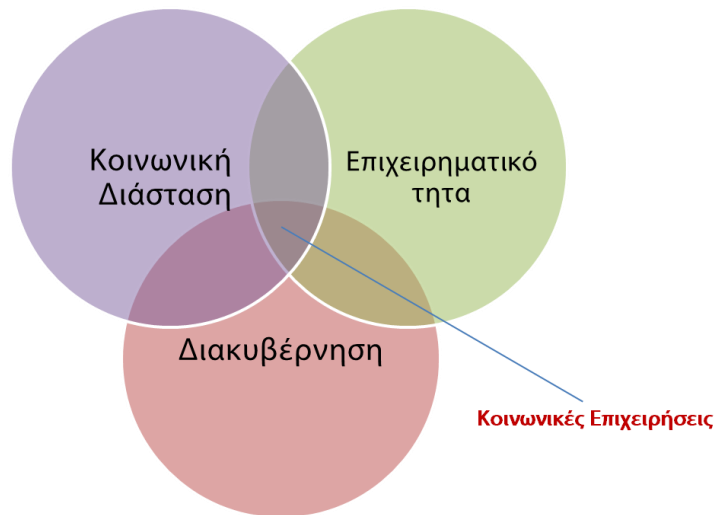 Κοινωνική
Διάσταση
Επιχειρηματικό
τητα
Διακυβέρνηση
Κοινωνικές Επιχειρήσεις